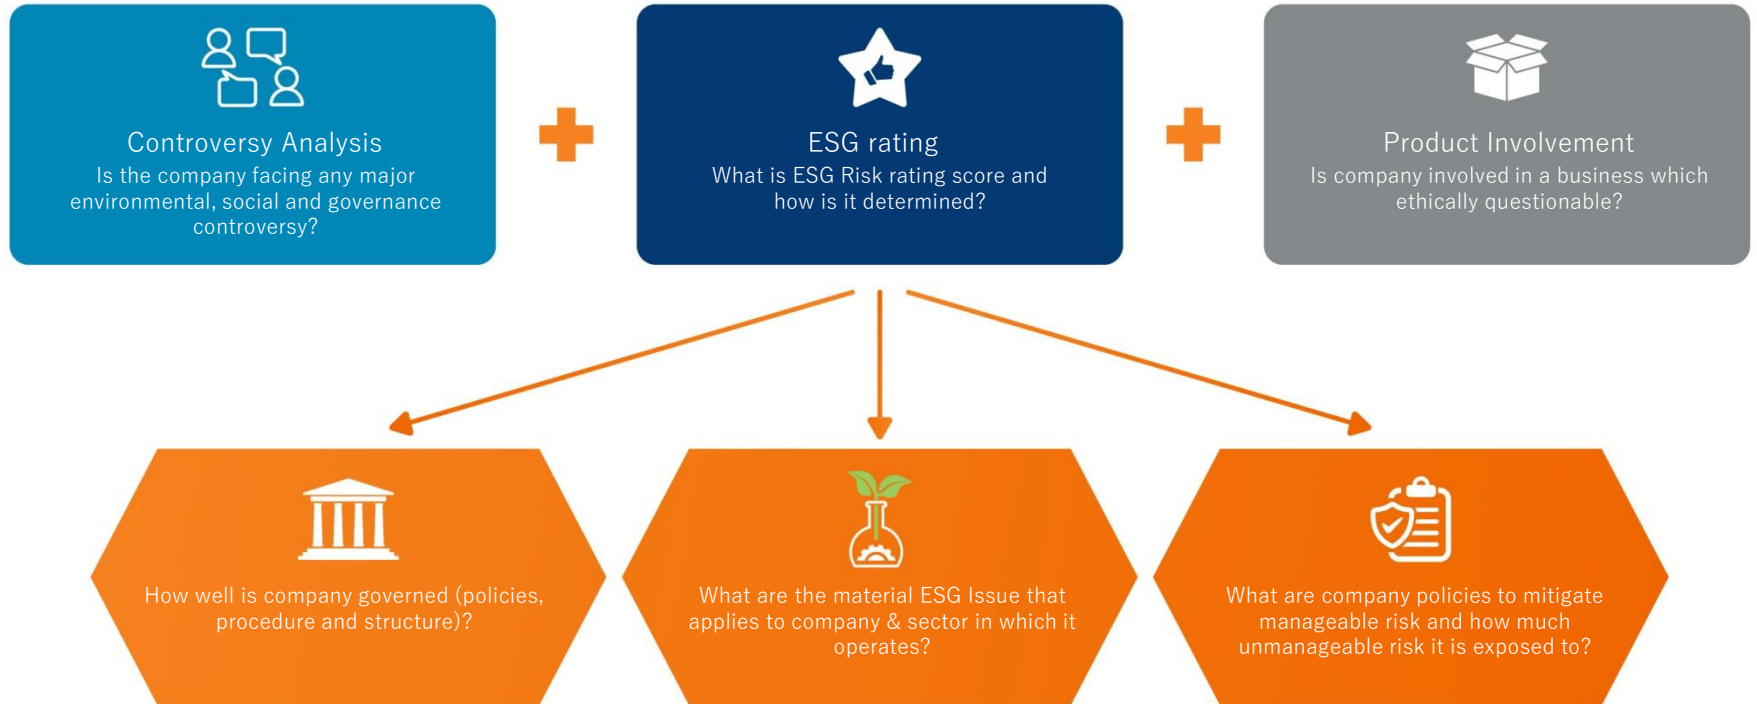 Controversy Analysis
Is the company facing any major
environmental, social and governance
controversy?
ESG rating
What is ESG Risk rating score and
how is it determined?
Product Involvement
Is company involved in a business which
ethically questionable?
How well is company governed (policies,
procedure and structure)?
What are the material ESG Issue that
applies to company & sector in which it
operates?
What are company policies to mitigate
manageable risk and how much
unmanageable risk it is exposed to?